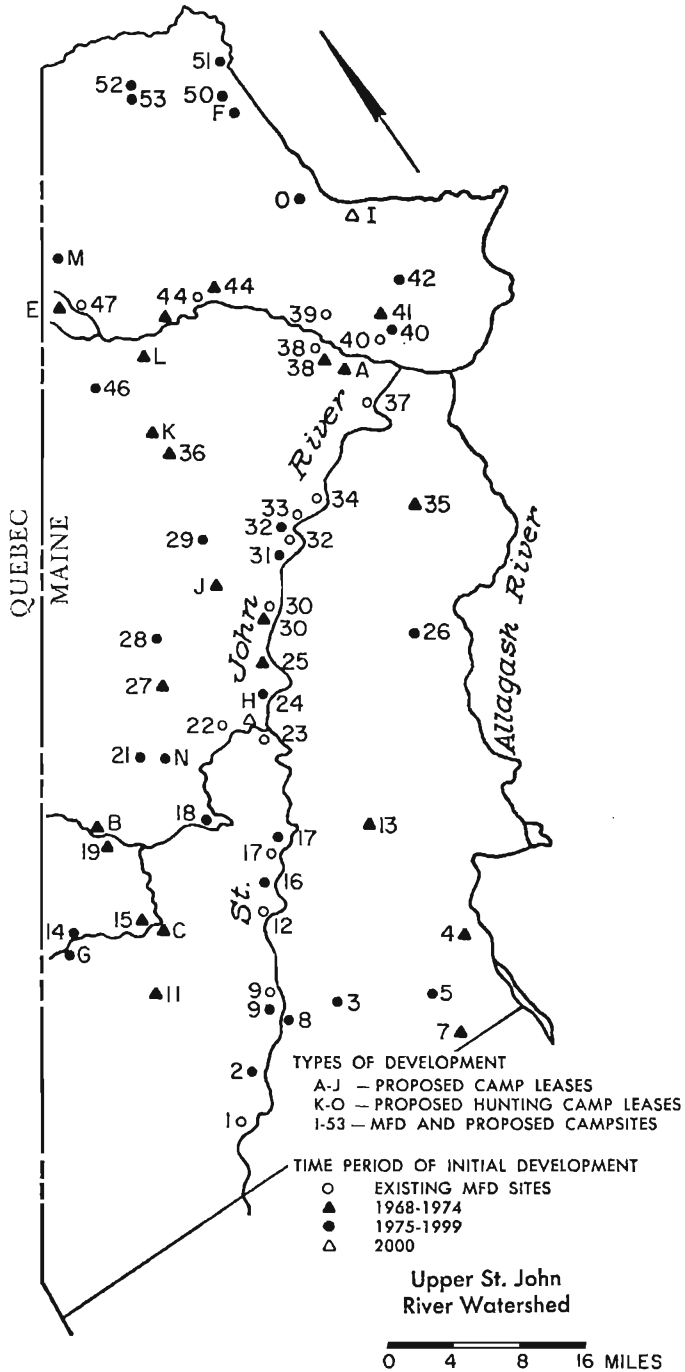 51
52
53
50
F
O
I
M
42
E
47
44
44
39
41
40
40
38
38
A
L
46
37
K
36
River
34
33
35
32
32
29
31
QUEBEC
MAINE
J
30
30
John
28
26
25
27
24
H
Allagash River
22
23
21
N
B
18
13
19
17
17
16
St.
12
15
14
C
4
G
11
9
9
8
3
5
7
2
1
TYPES OF DEVELOPMENT
A-J — PROPOSED CAMP LEASES
K-O — PROPOSED HUNTING CAMP LEASES
1-53 — MFD AND PROPOSED CAMPSITES
TIME PERIOD OF INITIAL DEVELOPMENT
○ EXISTING MFD SITES
▲ 1968-1974
● 1975-1999
△ 2000
Upper St. John
River Watershed
0 4 8 16 MILES